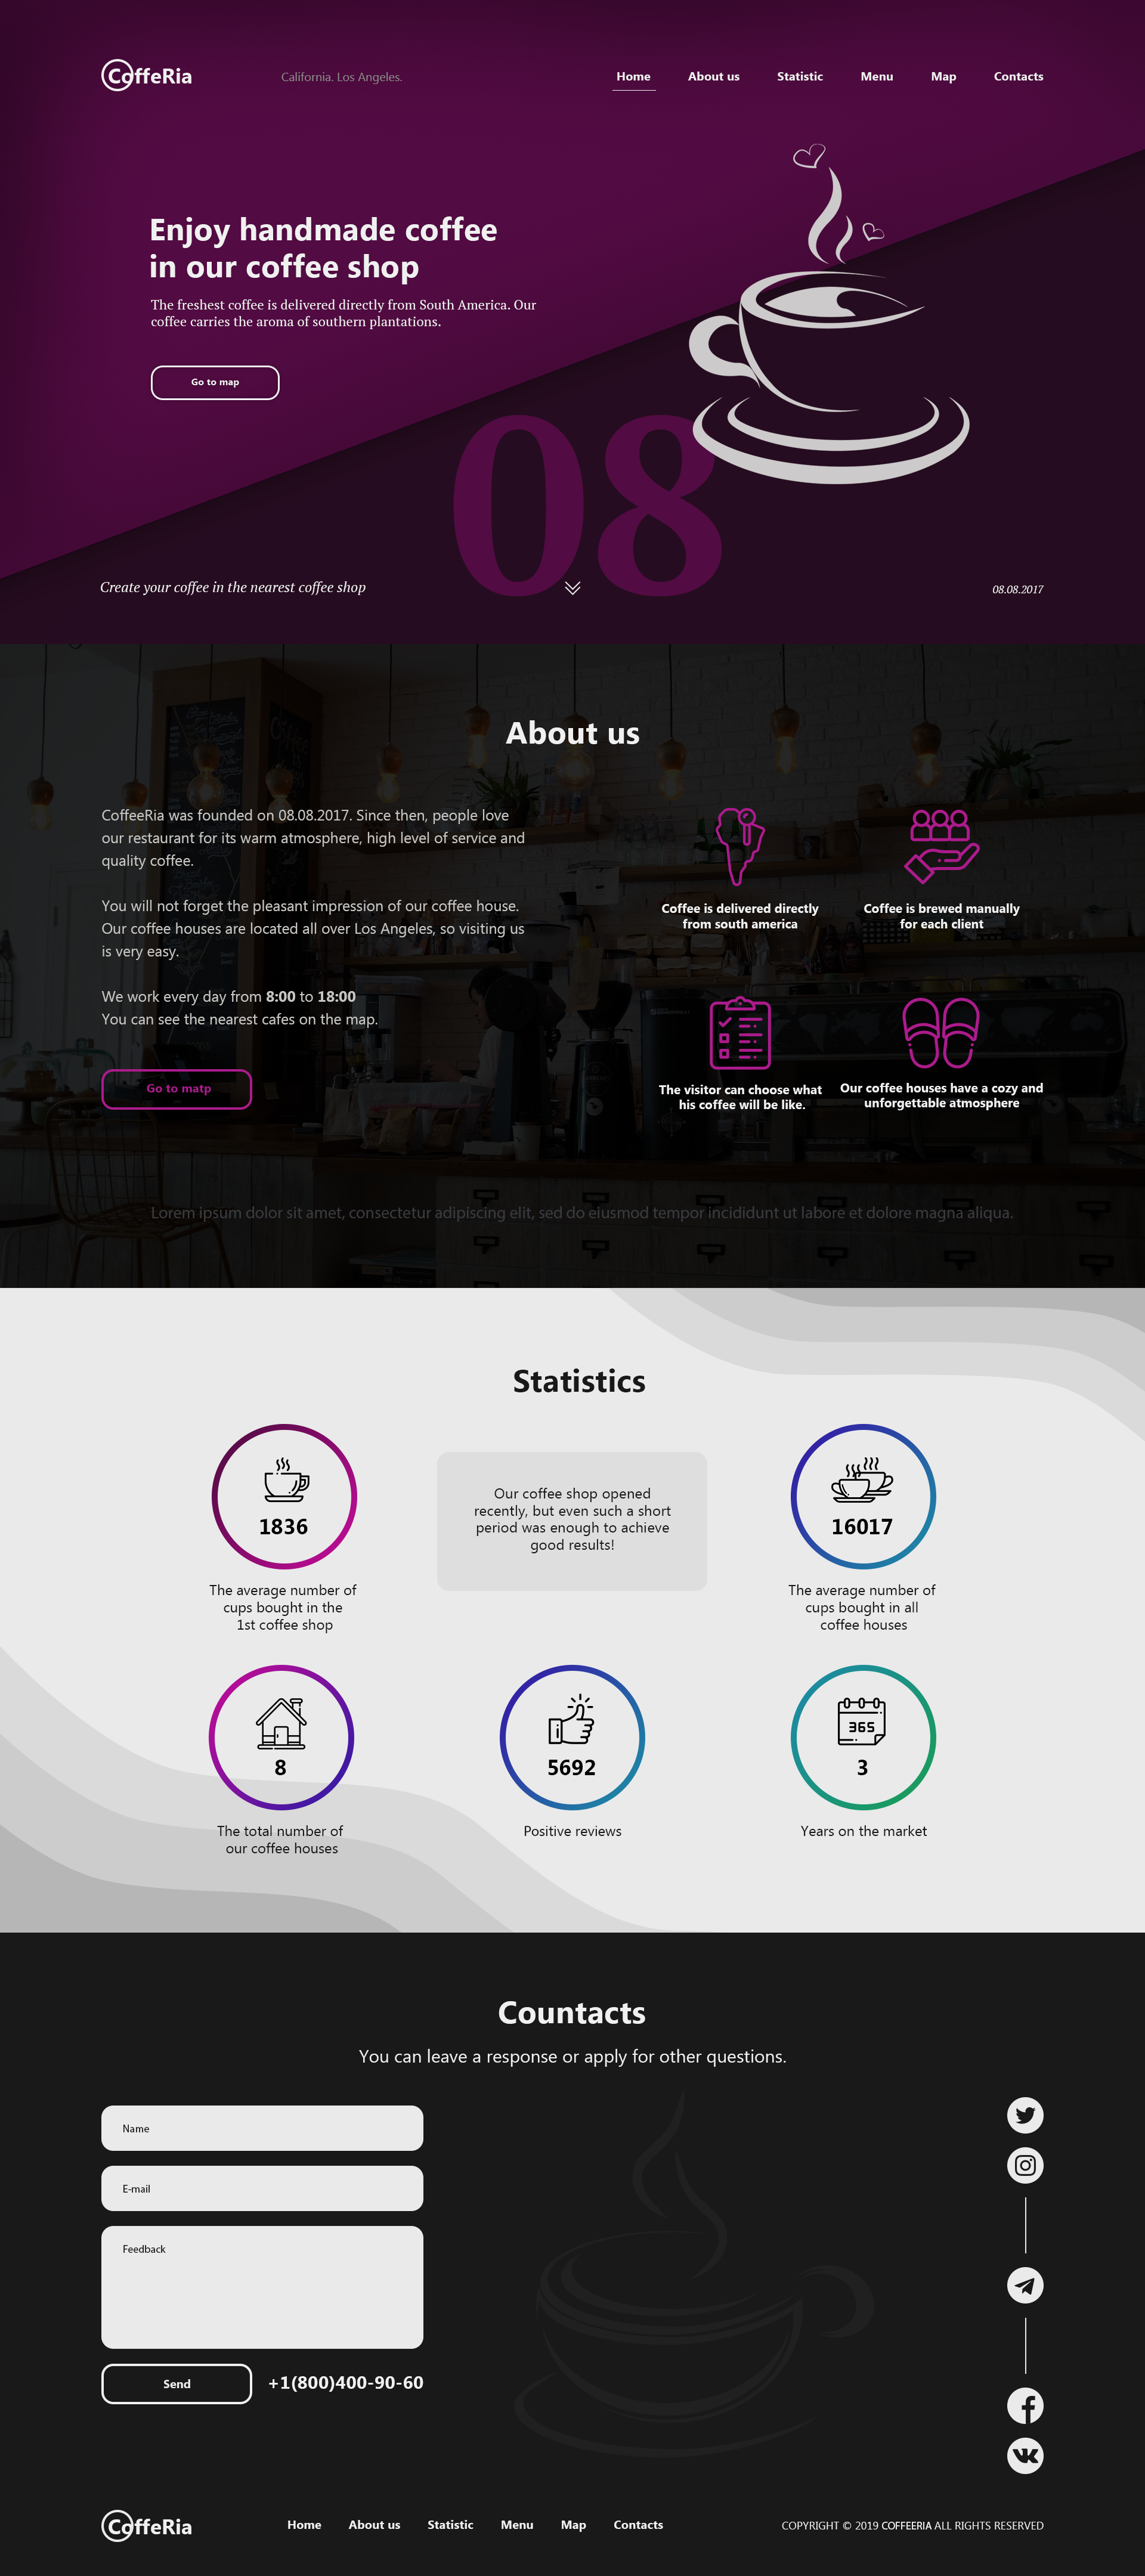 CoffeRia
California. Los Angeles.
Home About us Statistic Menu Map Contacts
Enjoy handmade coffee
in our coffee shop
The freshest coffee is delivered directly from South America. Our
coffee carries the aroma of southern plantations.
Go to map
08
Create your coffee in the nearest coffee shop
08.08.2017
About us
CoffeeRia was founded on 08.08.2017. Since then, people love
our restaurant for its warm atmosphere, high level of service and
quality coffee.
You will not forget the pleasant impression of our coffee house.
Our coffee houses are located all over Los Angeles, so visiting us
is very easy.
We work every day from 8:00 to 18:00
You can see the nearest cafes on the map.
Go to matp
Coffee is delivered directly
from south america
Coffee is brewed manually
for each client
The visitor can choose what
his coffee will be like.
Our coffee houses have a cozy and
unforgettable atmosphere
Lorem ipsum dolor sit amet, consectetur adipiscing elit, sed do eiusmod tempor incididunt ut labore et dolore magna aliqua.
Statistics
1836
The average number of
cups bought in the
1st coffee shop
Our coffee shop opened
recently, but even such a short
period was enough to achieve
good results!
16017
The average number of
cups bought in all
coffee houses
8
The total number of
our coffee houses
5692
Positive reviews
365
3
Years on the market
Countacts
You can leave a response or apply for other questions.
Name
E-mail
Feedback
Send
+1(800)400-90-60
CoffeRia
Home About us Statistic Menu Map Contacts
COPYRIGHT © 2019 COFFEERIA ALL RIGHTS RESERVED